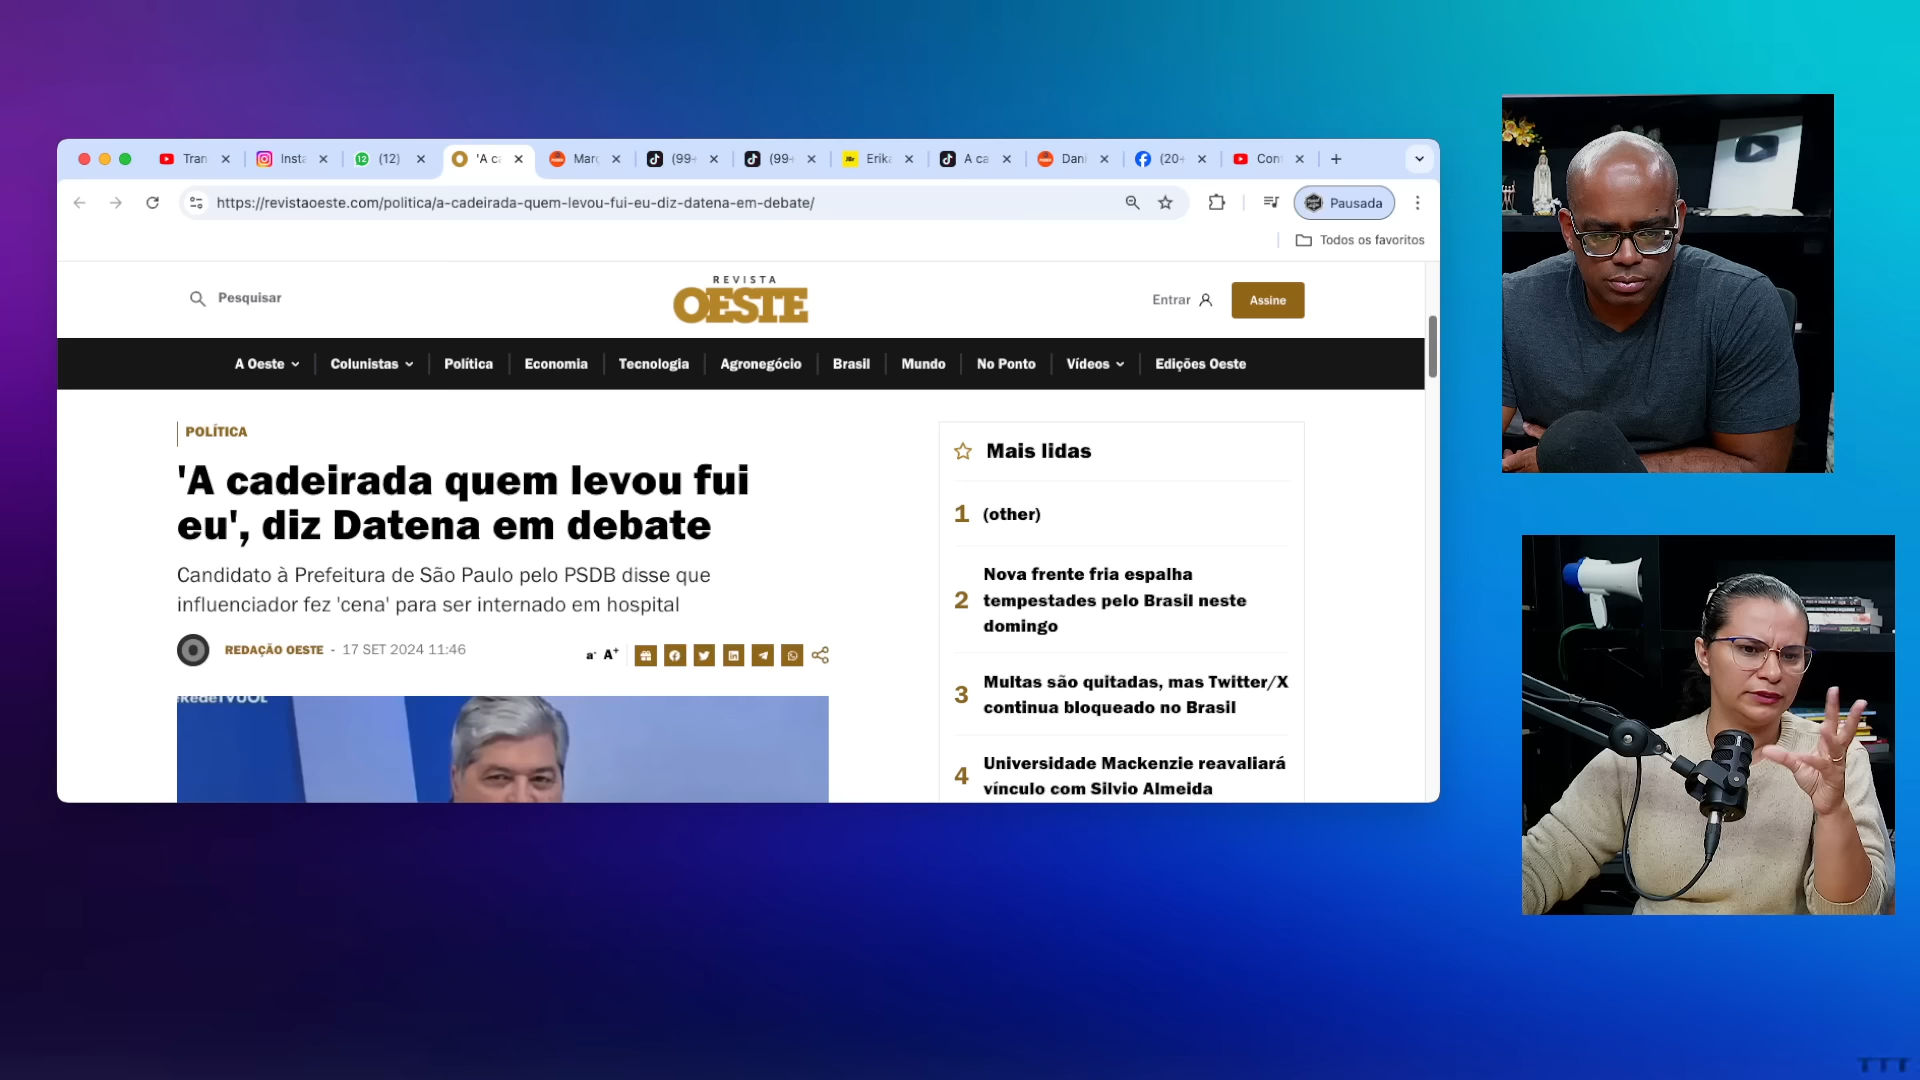 Tran
Insta
(12)
'A ca
Març
(99+
(99+
Erika
A ca
Dani
(20+
Con
https://revistaoeste.com/politica/a-cadeirada-quem-levou-fui-eu-diz-datena-em-debate/
Pausada
Todos os favoritos
Pesquisar
REVISTA
OESTE
Entrar
Assine
A Oeste
Colunistas
Política
Economia
Tecnologia
Agronegócio
Brasil
Mundo
No Ponto
Vídeos
Edições Oeste
POLÍTICA
'A cadeirada quem levou fui
eu', diz Datena em debate
Candidato à Prefeitura de São Paulo pelo PSDB disse que
influenciador fez 'cena' para ser internado em hospital
REDAÇÃO OESTE - 17 SET 2024 11:46
a- A+
RedeTVUOL
Mais lidas
1 (other)
Nova frente fria espalha
2 tempestades pelo Brasil neste
domingo
3 Multas são quitadas, mas Twitter/X
continua bloqueado no Brasil
4 Universidade Mackenzie reavaliará
vínculo com Silvio Almeida